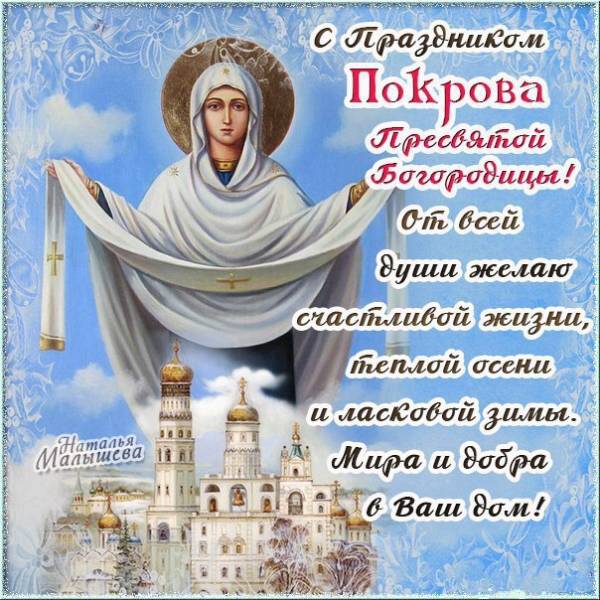 С Праздником
Покрова
Пресвятой
Богородицы!
От всей
души желаю
счастливой жизни,
теплой осени
и ласковой зимы.
Мира и добра
в Ваш дом!
Наталья
Малышева